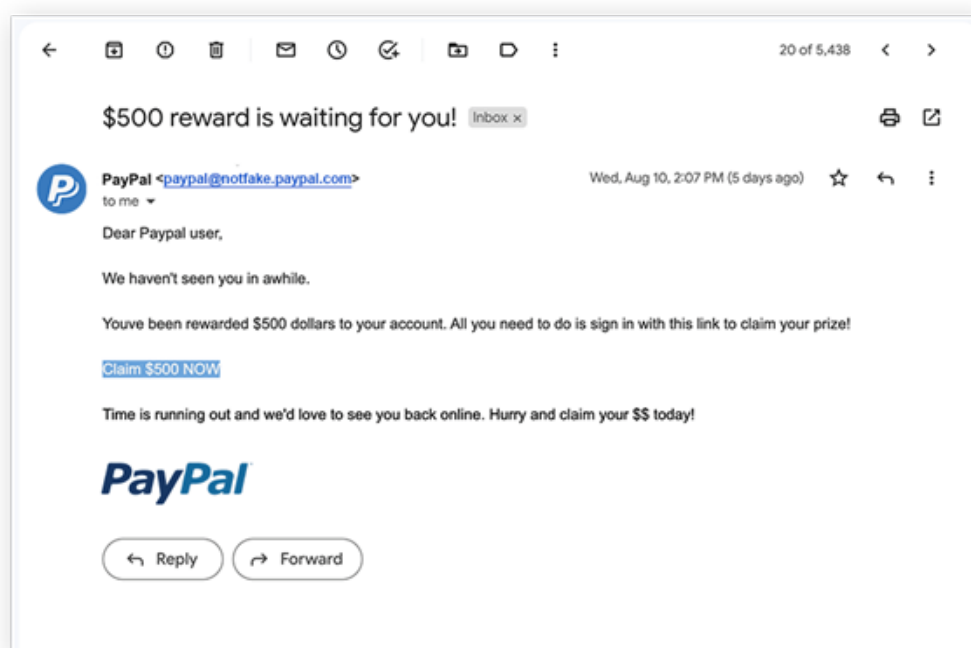 20 of 5,438
$500 reward is waiting for you! Inbox x
PayPal <paypal@notfake.paypal.com> Wed, Aug 10, 2:07 PM (5 days ago)
to me
Dear Paypal user,
We haven't seen you in awhile.
Youve been rewarded $500 dollars to your account. All you need to do is sign in with this link to claim your prize!
Claim $500 NOW
Time is running out and we'd love to see you back online. Hurry and claim your $$ today!
PayPal
Reply Forward